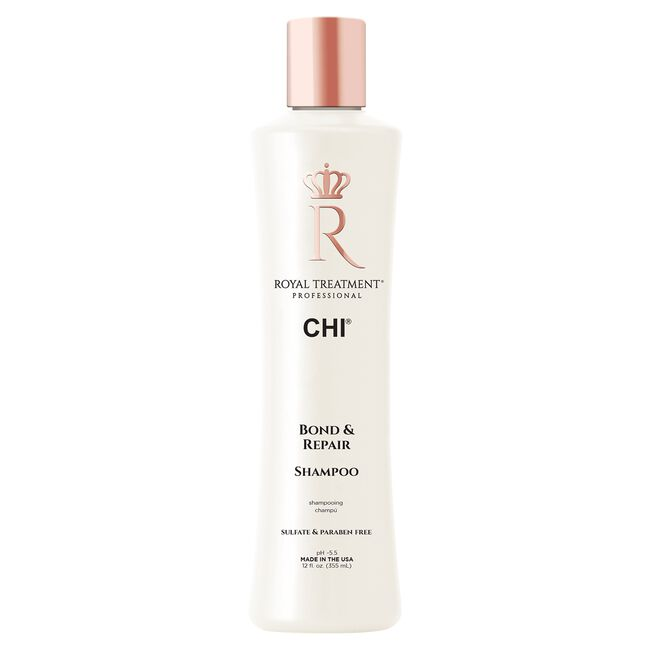 R
ROYAL TREATMENT®
PROFESSIONAL
CHI®
BOND &
REPAIR
SHAMPOO
shampooing
champú
SULFATE & PARABEN FREE
pH ~5.5
MADE IN THE USA
12 fl. oz. (355 mL)